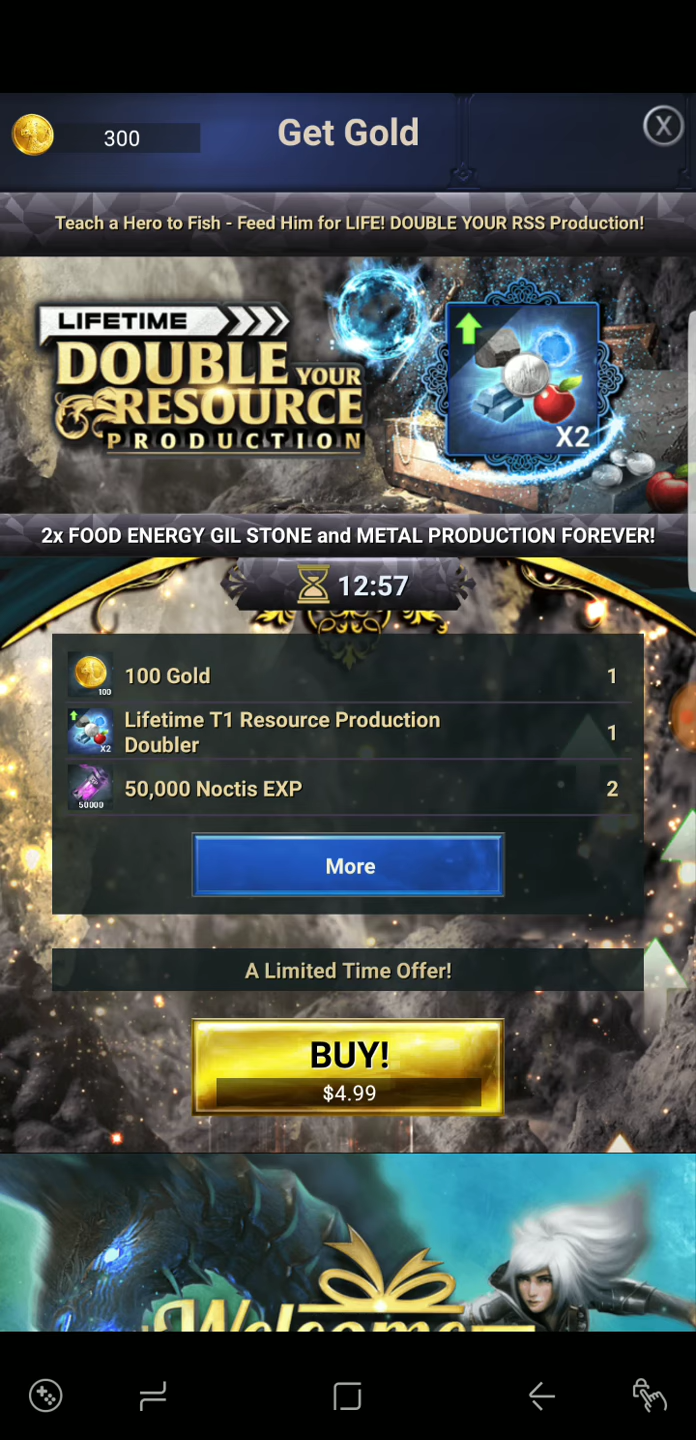 300
Get Gold
X
Teach a Hero to Fish - Feed Him for LIFE! DOUBLE YOUR RSS Production!
LIFETIME
DOUBLE YOUR
RESOURCE
PRODUCTION
X2
2x FOOD ENERGY GIL STONE and METAL PRODUCTION FOREVER!
12:57
100
100 Gold
1
X2
Lifetime T1 Resource Production
Doubler
1
50000
50,000 Noctis EXP
2
More
A Limited Time Offer!
BUY!
$4.99
Welcome